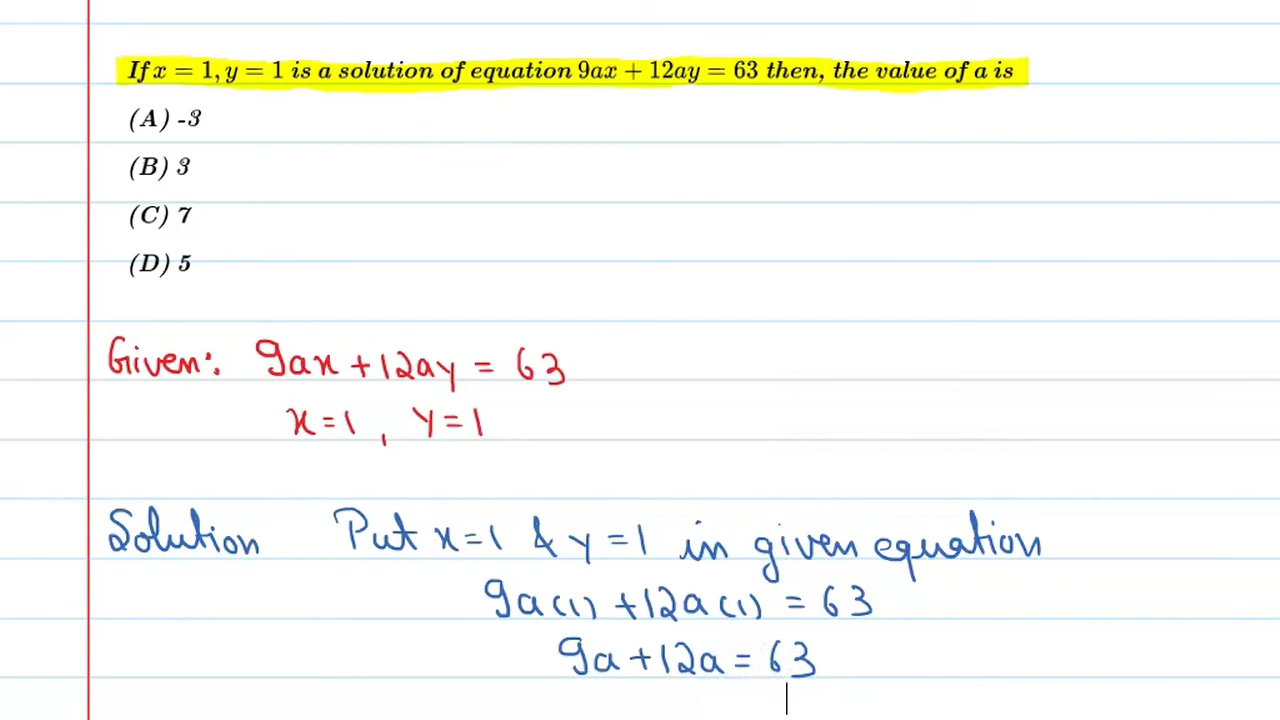 If x = 1, y = 1 is a solution of equation 9ax + 12ay = 63 then, the value of a is
(A) -3
(B) 3
(C) 7
(D) 5
Given: 9ax + 12ay = 63
x = 1 , y = 1
Solution Put x = 1 & y = 1 in given equation
9a(1) + 12a(1) = 63
9a + 12a = 63